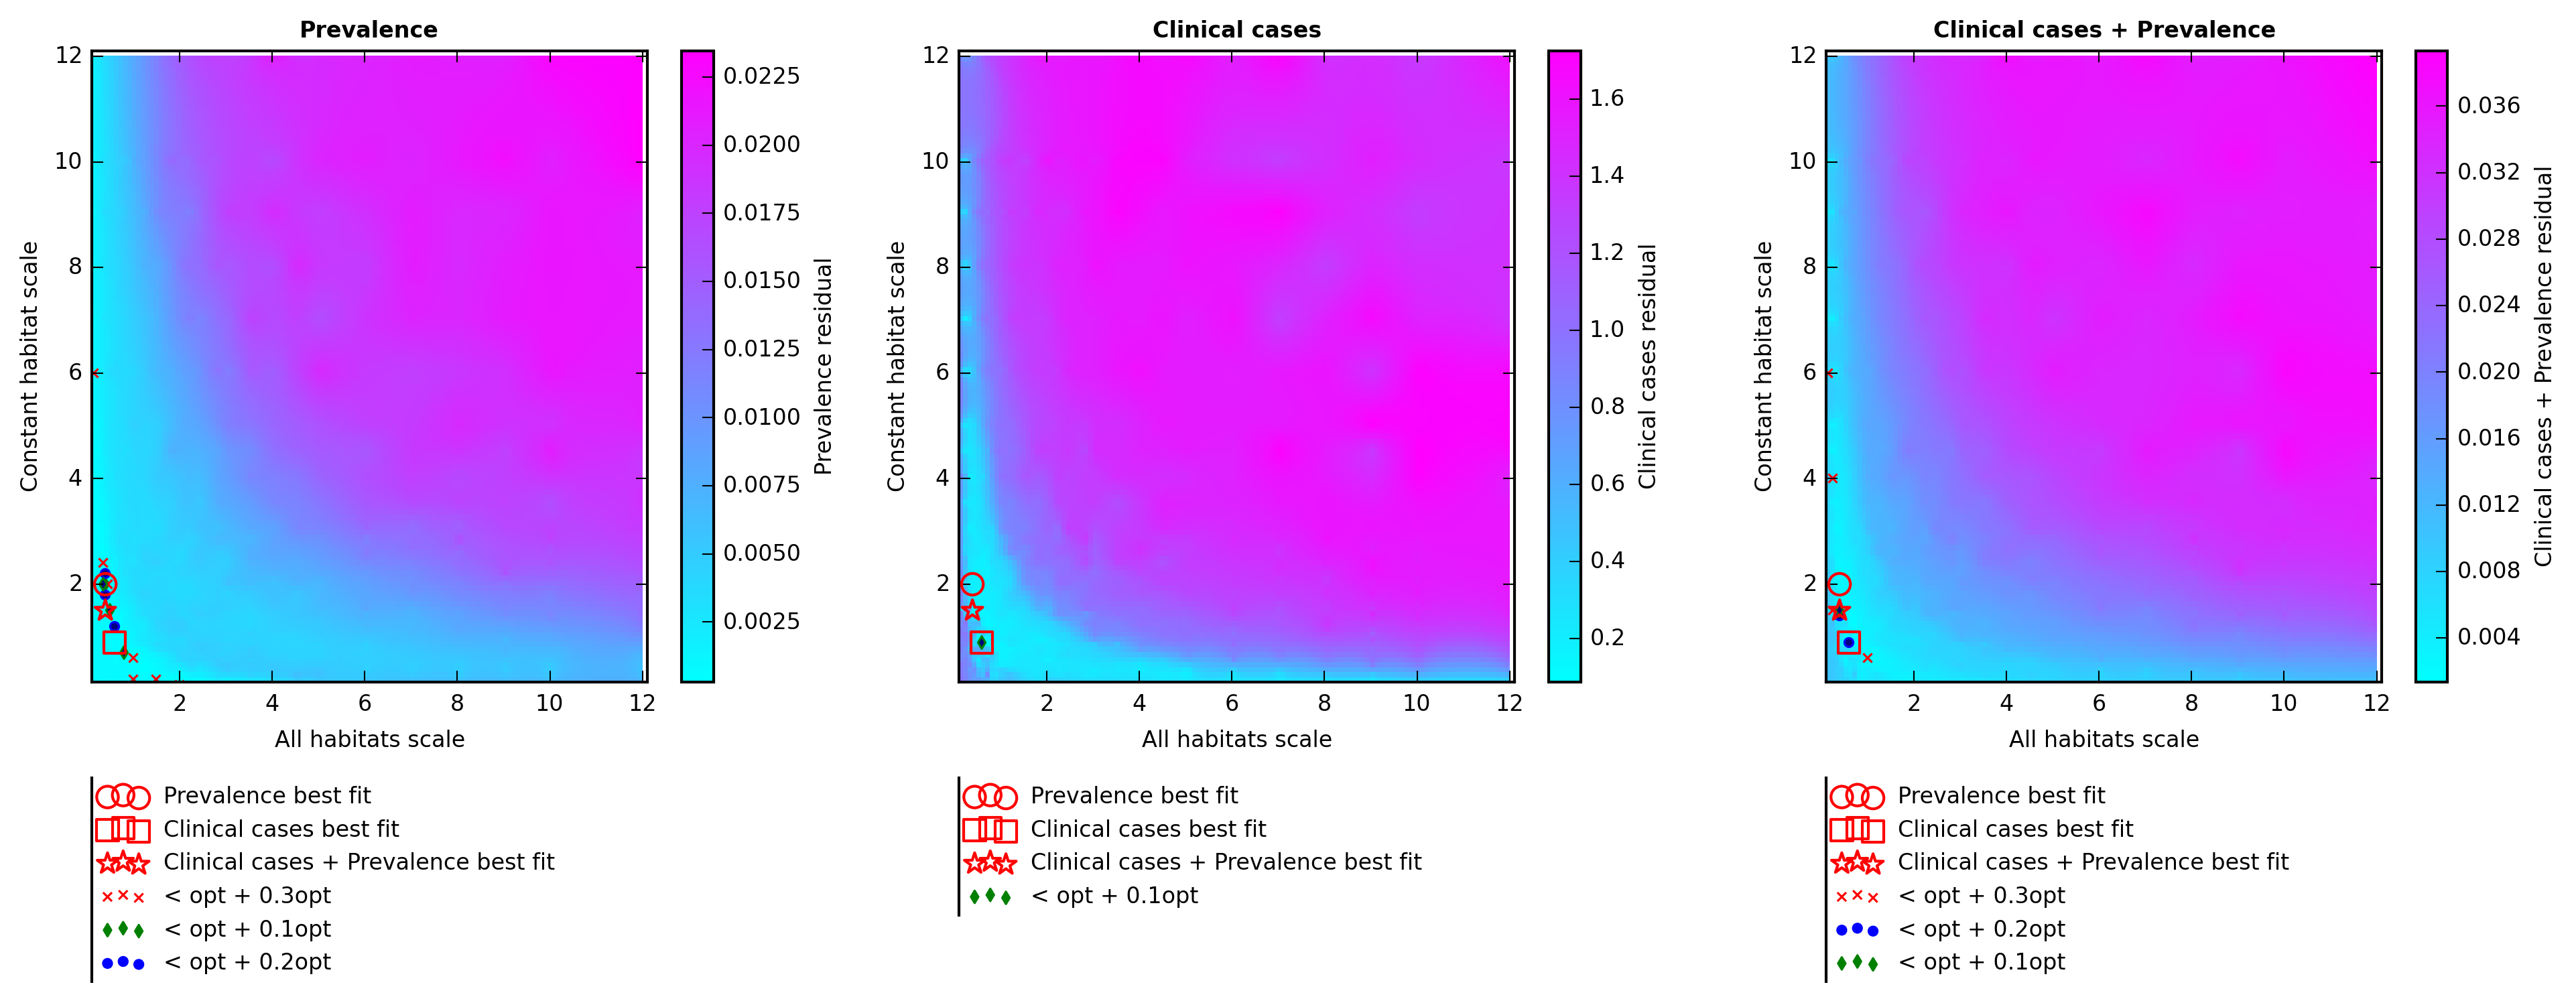 Prevalence
Clinical cases
Clinical cases + Prevalence
Constant habitat scale
12
10
8
6
4
2
2 4 6 8 10 12
All habitats scale
0.0225
0.0200
0.0175
0.0150
0.0125
0.0100
0.0075
0.0050
0.0025
Prevalence residual
Constant habitat scale
12
10
8
6
4
2
2 4 6 8 10 12
All habitats scale
1.6
1.4
1.2
1.0
0.8
0.6
0.4
0.2
Clinical cases residual
Constant habitat scale
12
10
8
6
4
2
2 4 6 8 10 12
All habitats scale
0.036
0.032
0.028
0.024
0.020
0.016
0.012
0.008
0.004
Clinical cases + Prevalence residual
Prevalence best fit
Clinical cases best fit
Clinical cases + Prevalence best fit
< opt + 0.3opt
< opt + 0.1opt
< opt + 0.2opt
Prevalence best fit
Clinical cases best fit
Clinical cases + Prevalence best fit
< opt + 0.1opt
Prevalence best fit
Clinical cases best fit
Clinical cases + Prevalence best fit
< opt + 0.3opt
< opt + 0.2opt
< opt + 0.1opt